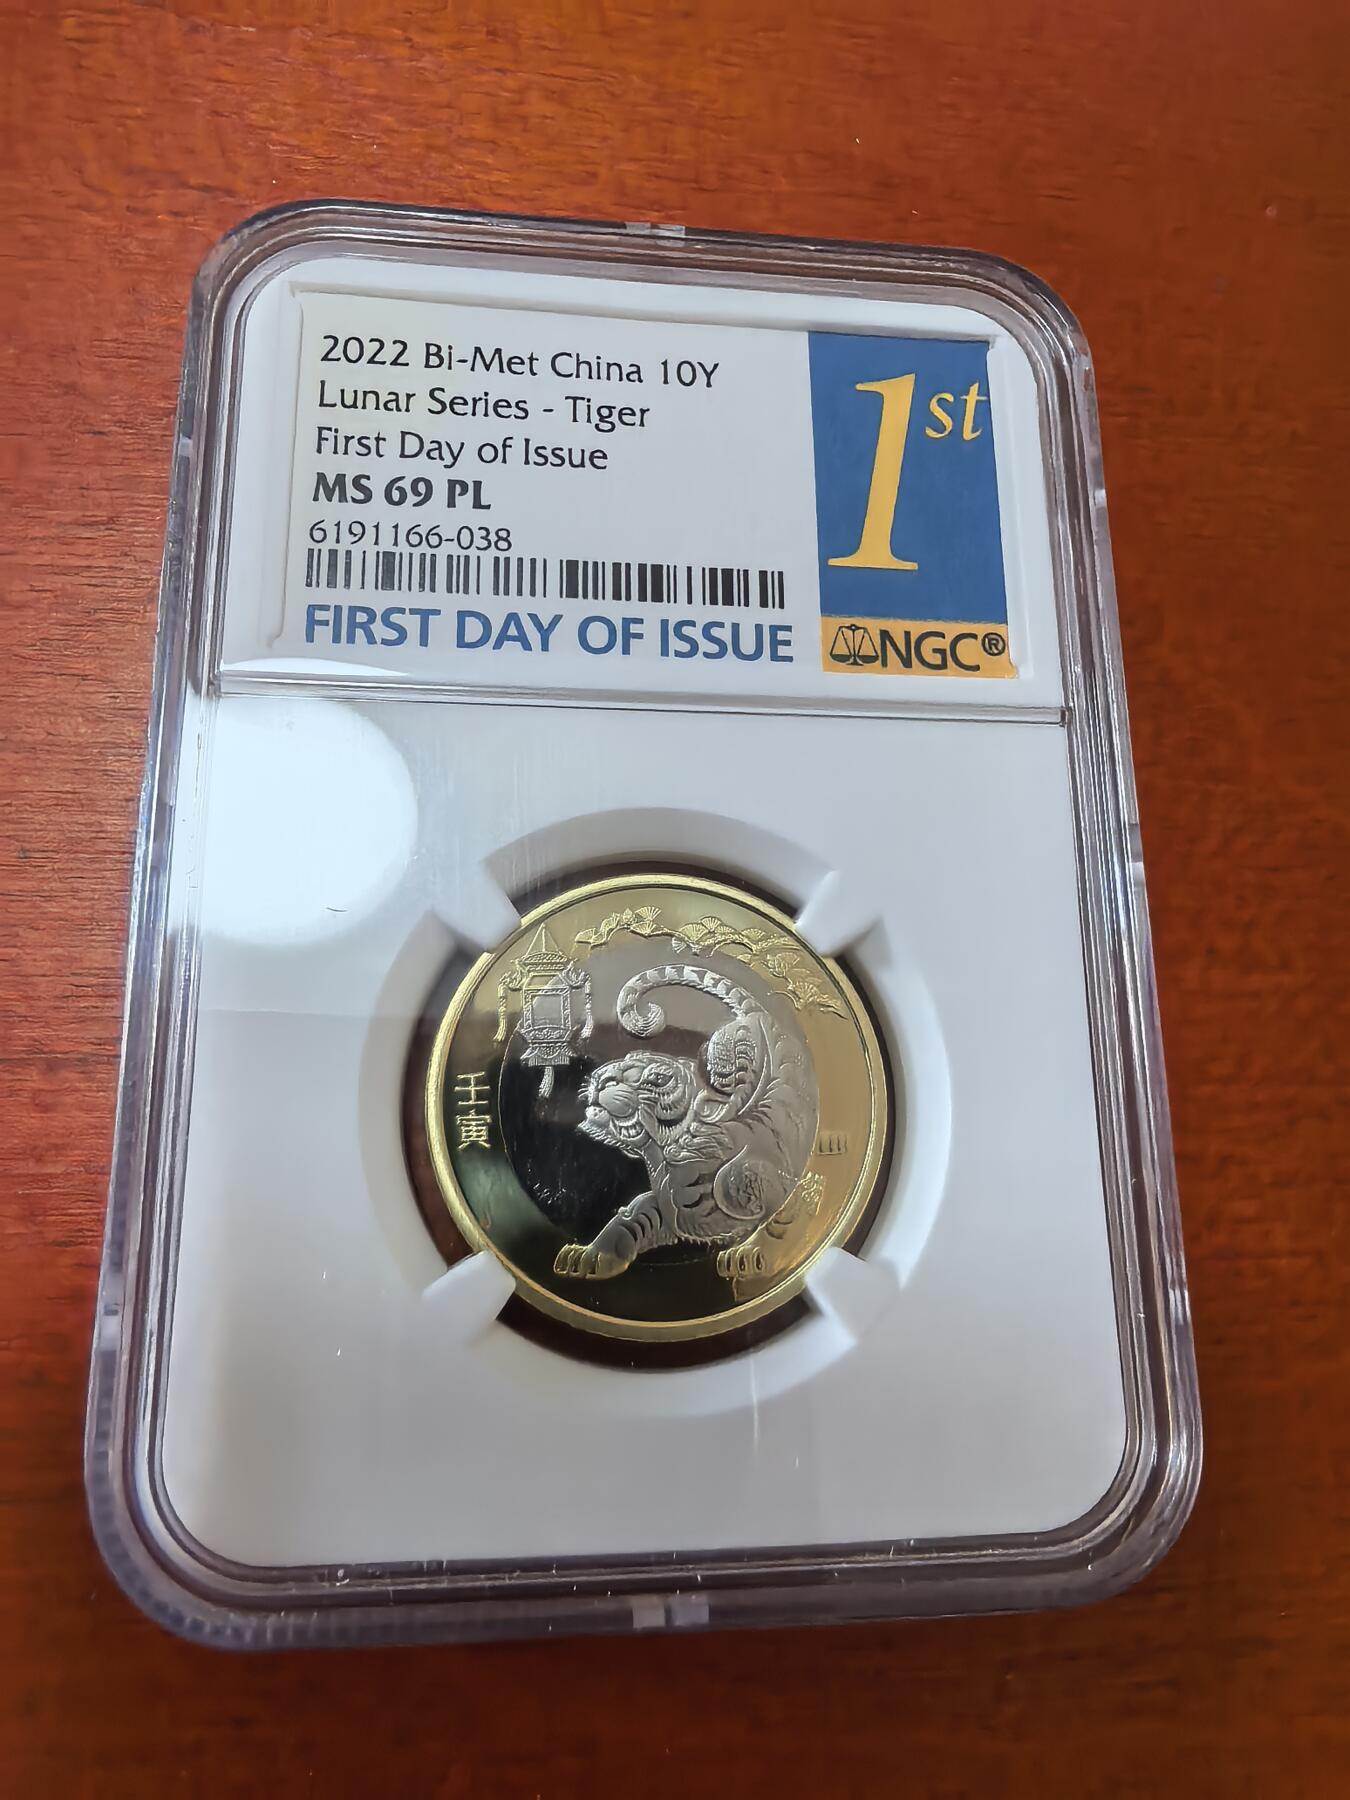 2022 Bi-Met China 10Y
Lunar Series - Tiger
First Day of Issue
MS 69 PL
6191166-038
FIRST DAY OF ISSUE
1st
NGC®
壬寅